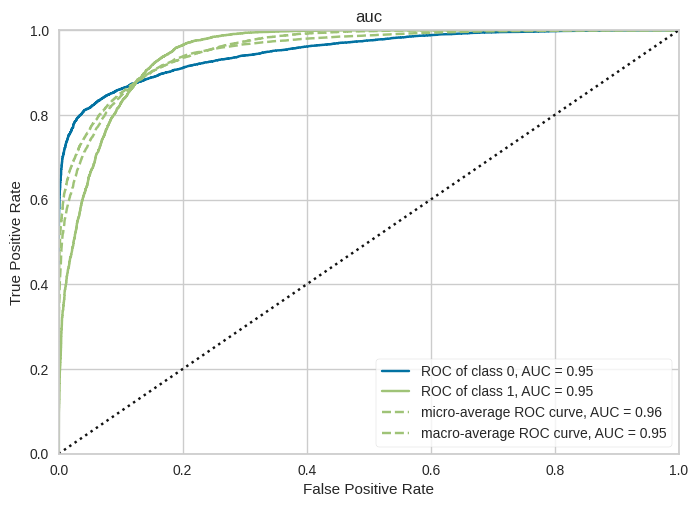 auc
1.0
0.8
0.6
0.4
0.2
0.0
True Positive Rate
ROC of class 0, AUC = 0.95
ROC of class 1, AUC = 0.95
micro-average ROC curve, AUC = 0.96
macro-average ROC curve, AUC = 0.95
0.0 0.2 0.4 0.6 0.8 1.0
False Positive Rate